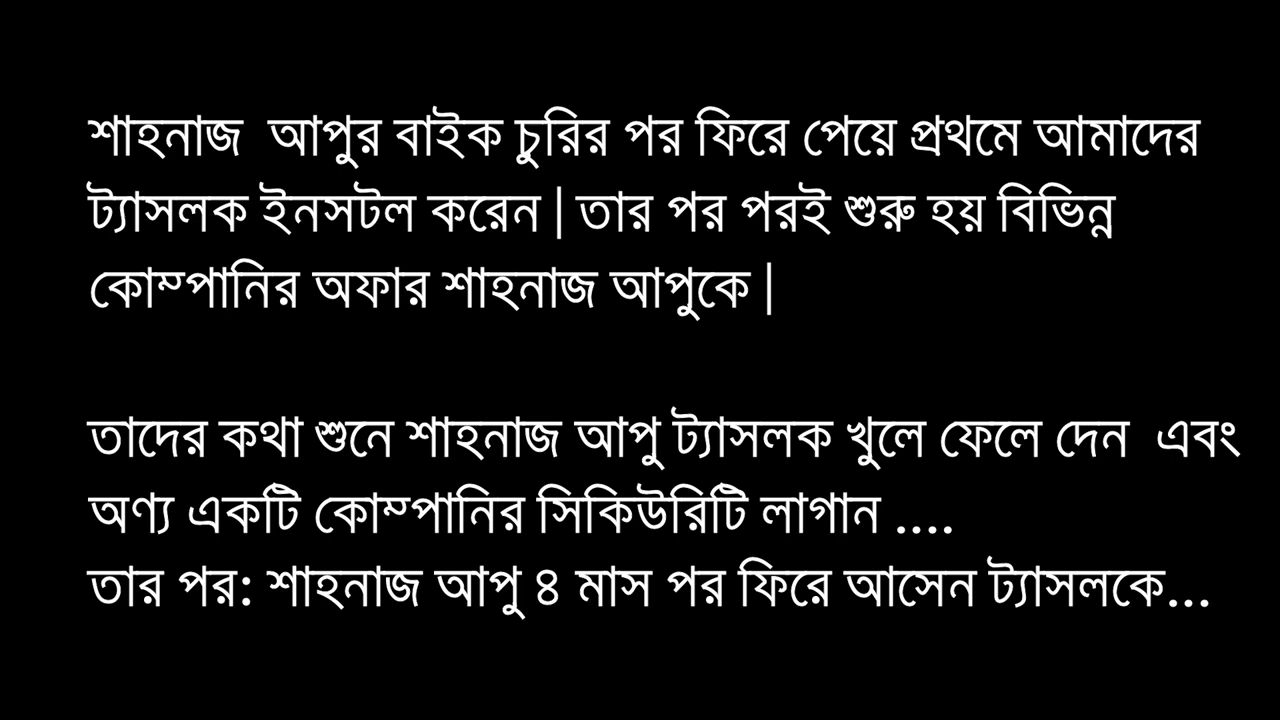 শাহনাজ আপুর বাইক চুরির পর ফিরে পেয়ে প্রথমে আমাদের
ট্যাসলক ইনসটল করেন | তার পর পরই শুরু হয় বিভিন্ন
কোম্পানির অফার শাহনাজ আপুকে |
তাদের কথা শুনে শাহনাজ আপু ট্যাসলক খুলে ফেলে দেন এবং
অণ্য একটি কোম্পানির সিকিউরিটি লাগান ....
তার পর: শাহনাজ আপু ৪ মাস পর ফিরে আসেন ট্যাসলকে...